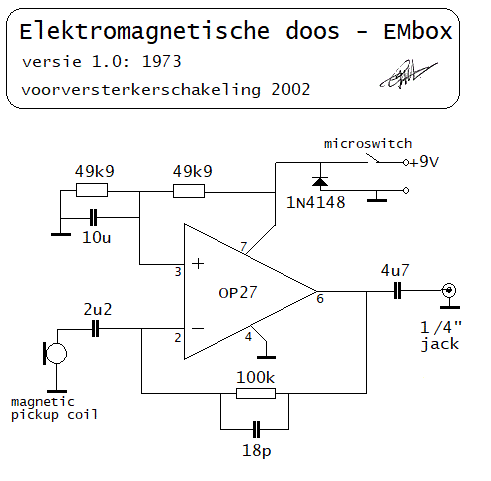 Elektromagnetische doos - EMbox
versie 1.0: 1973
voorversterkerschakeling 2002
microswitch
+9V
49k9
49k9
1N4148
10u
7
3
+
OP27
6
4u7
2u2
2
-
4
1/4"
jack
100k
magnetic
pickup coil
18p